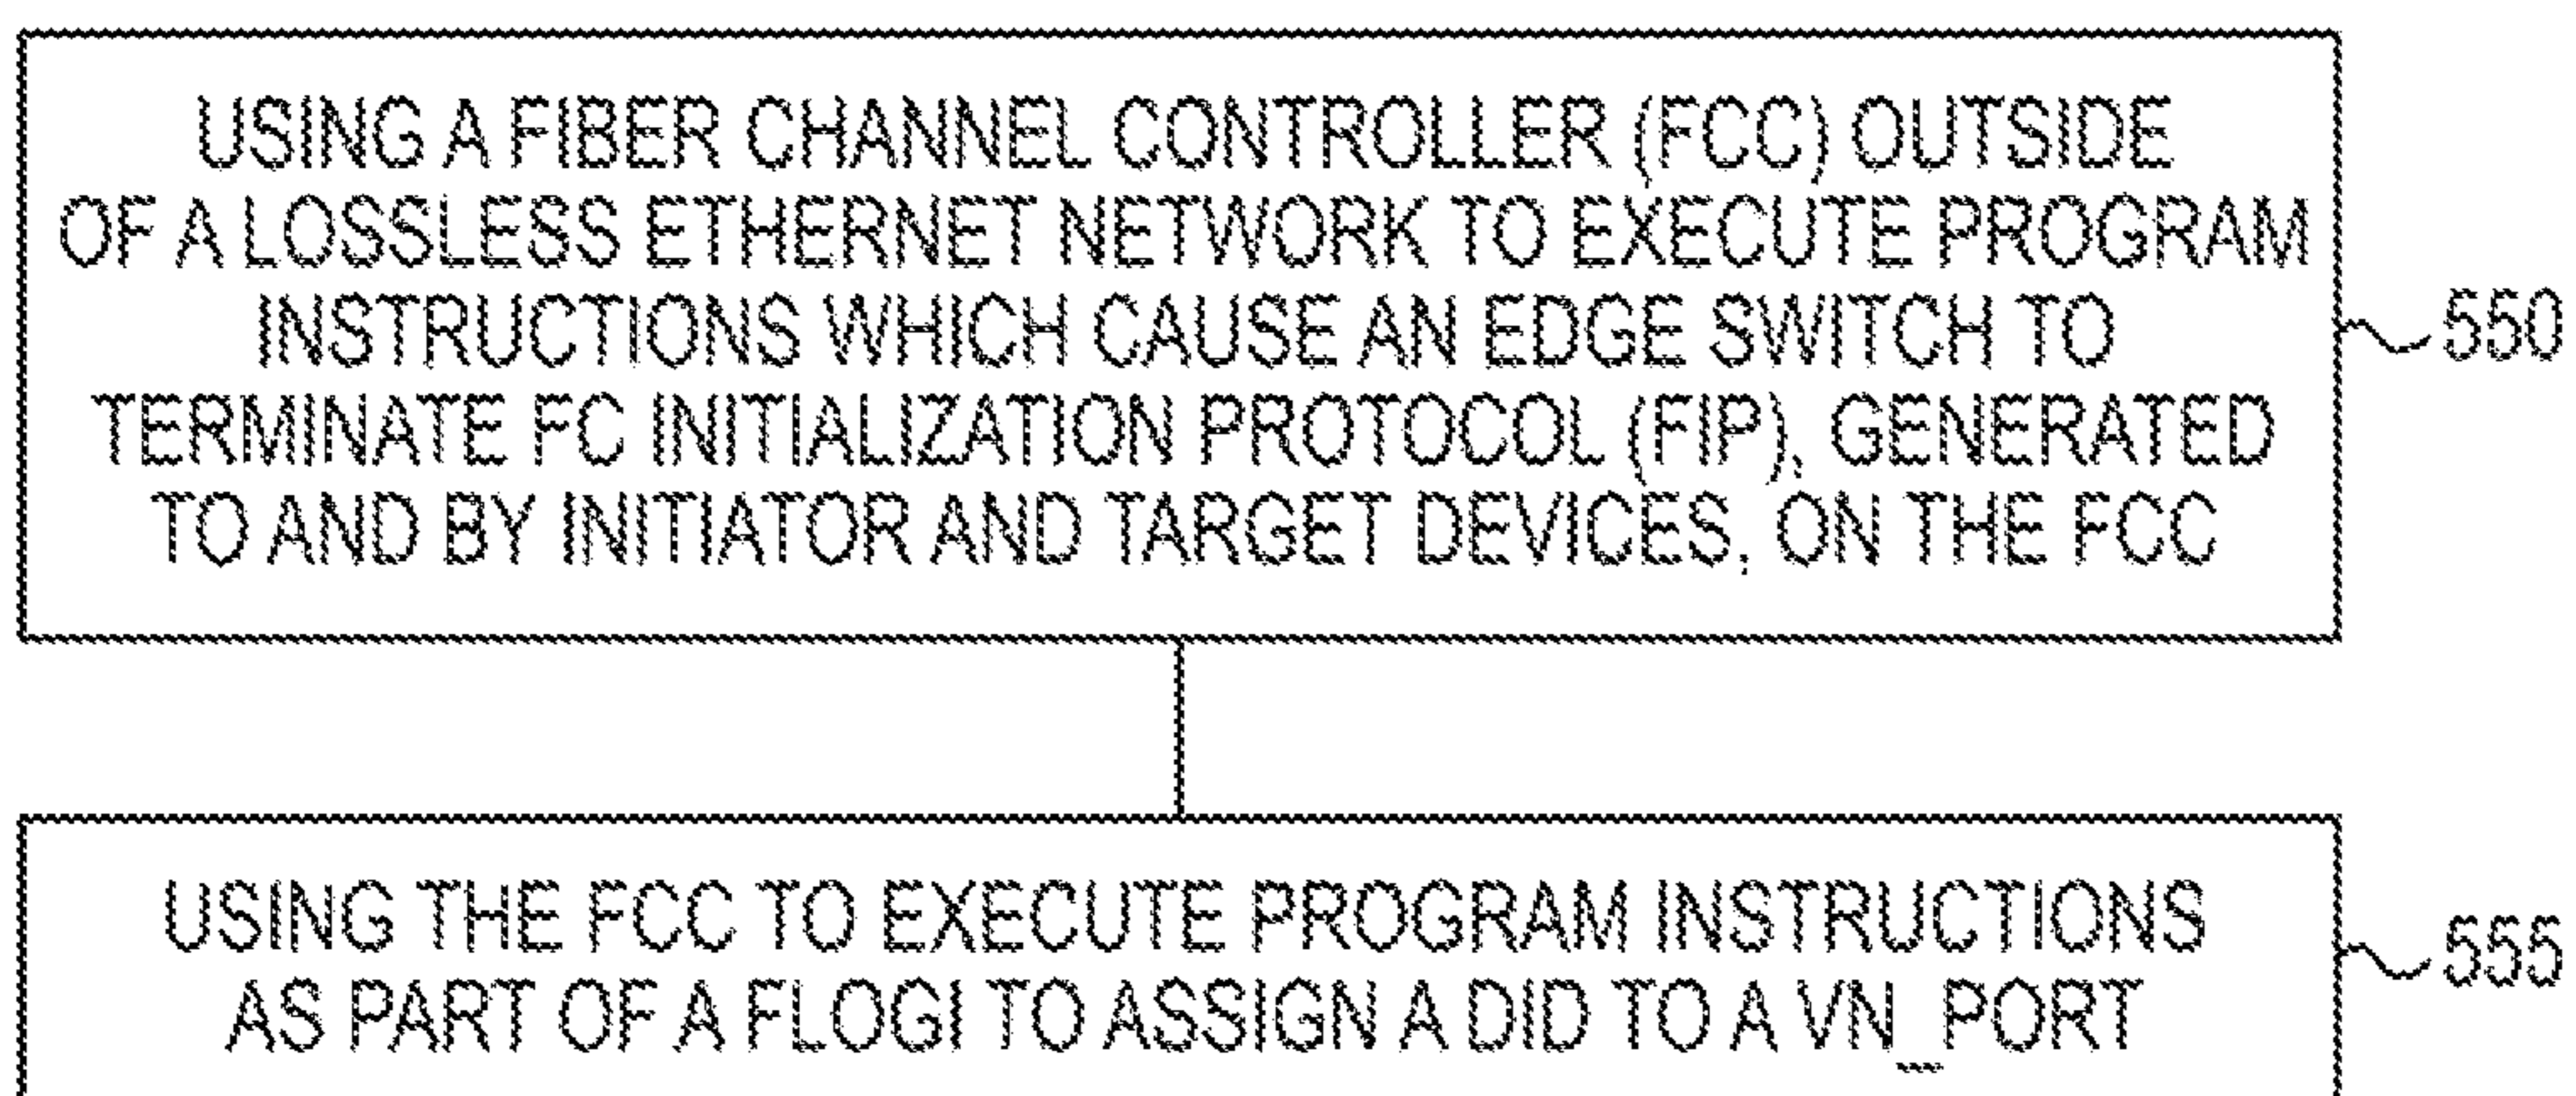 USING A FIBER CHANNEL CONTROLLER (FCC) OUTSIDE
OF A LOSSLESS ETHERNET NETWORK TO EXECUTE PROGRAM
INSTRUCTIONS WHICH CAUSE AN EDGE SWITCH TO
TERMINATE FC INITIALIZATION PROTOCOL (FIP), GENERATED
TO AND BY INITIATOR AND TARGET DEVICES, ON THE FCC
550
USING THE FCC TO EXECUTE PROGRAM INSTRUCTIONS
AS PART OF A FLOGI TO ASSIGN A DID TO A VN_PORT
555